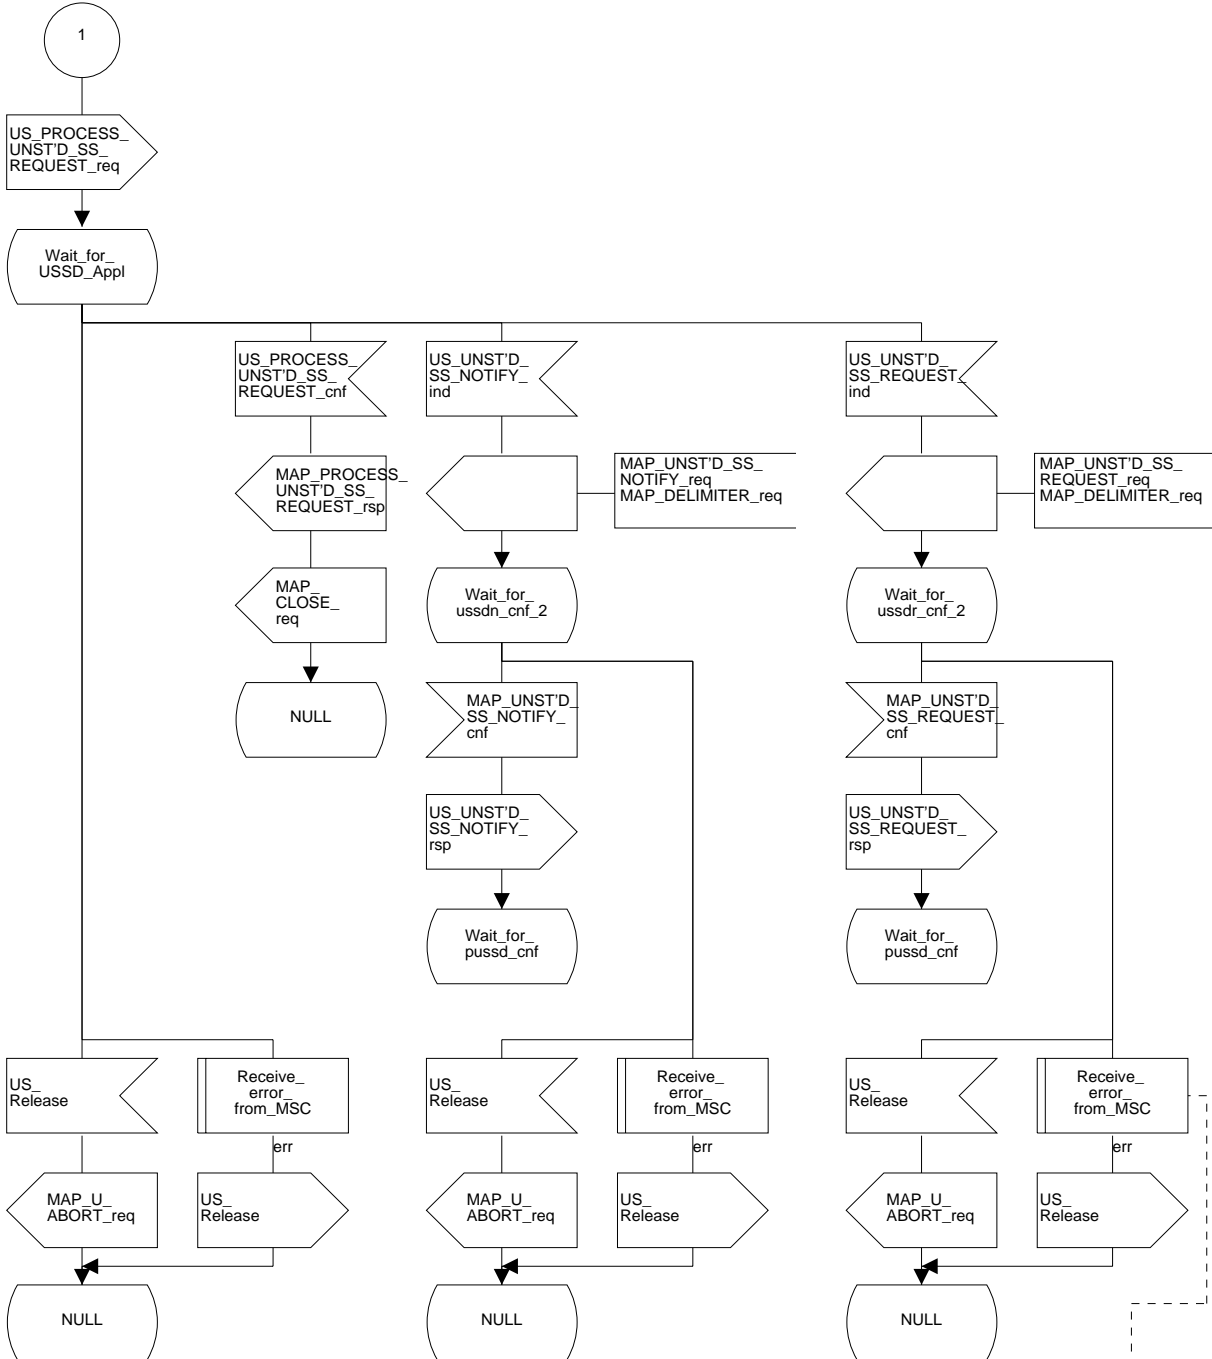 1
US_PROCESS_
UNST'D_SS_
REQUEST_req
Wait_for_
USSD_Appl
US_PROCESS_
UNST'D_SS_
REQUEST_cnf
US_UNST'D_
SS_NOTIFY_
ind
US_UNST'D_
SS_REQUEST_
ind
MAP_PROCESS_
UNST'D_SS_
REQUEST_rsp
MAP_UNST'D_SS_
NOTIFY_req
MAP_DELIMITER_req
MAP_UNST'D_SS_
REQUEST_req
MAP_DELIMITER_req
MAP_
CLOSE_
req
Wait_for_
ussdn_cnf_2
Wait_for_
ussdr_cnf_2
NULL
MAP_UNST'D_
SS_NOTIFY_
cnf
MAP_UNST'D_
SS_REQUEST_
cnf
US_UNST'D_
SS_NOTIFY_
rsp
US_UNST'D_
SS_REQUEST_
rsp
Wait_for_
pussd_cnf
Wait_for_
pussd_cnf
US_
Release
Receive_
error_
from_MSC
US_
Release
Receive_
error_
from_MSC
US_
Release
Receive_
error_
from_MSC
err
err
err
MAP_U_
ABORT_req
US_
Release
MAP_U_
ABORT_req
US_
Release
MAP_U_
ABORT_req
US_
Release
NULL
NULL
NULL